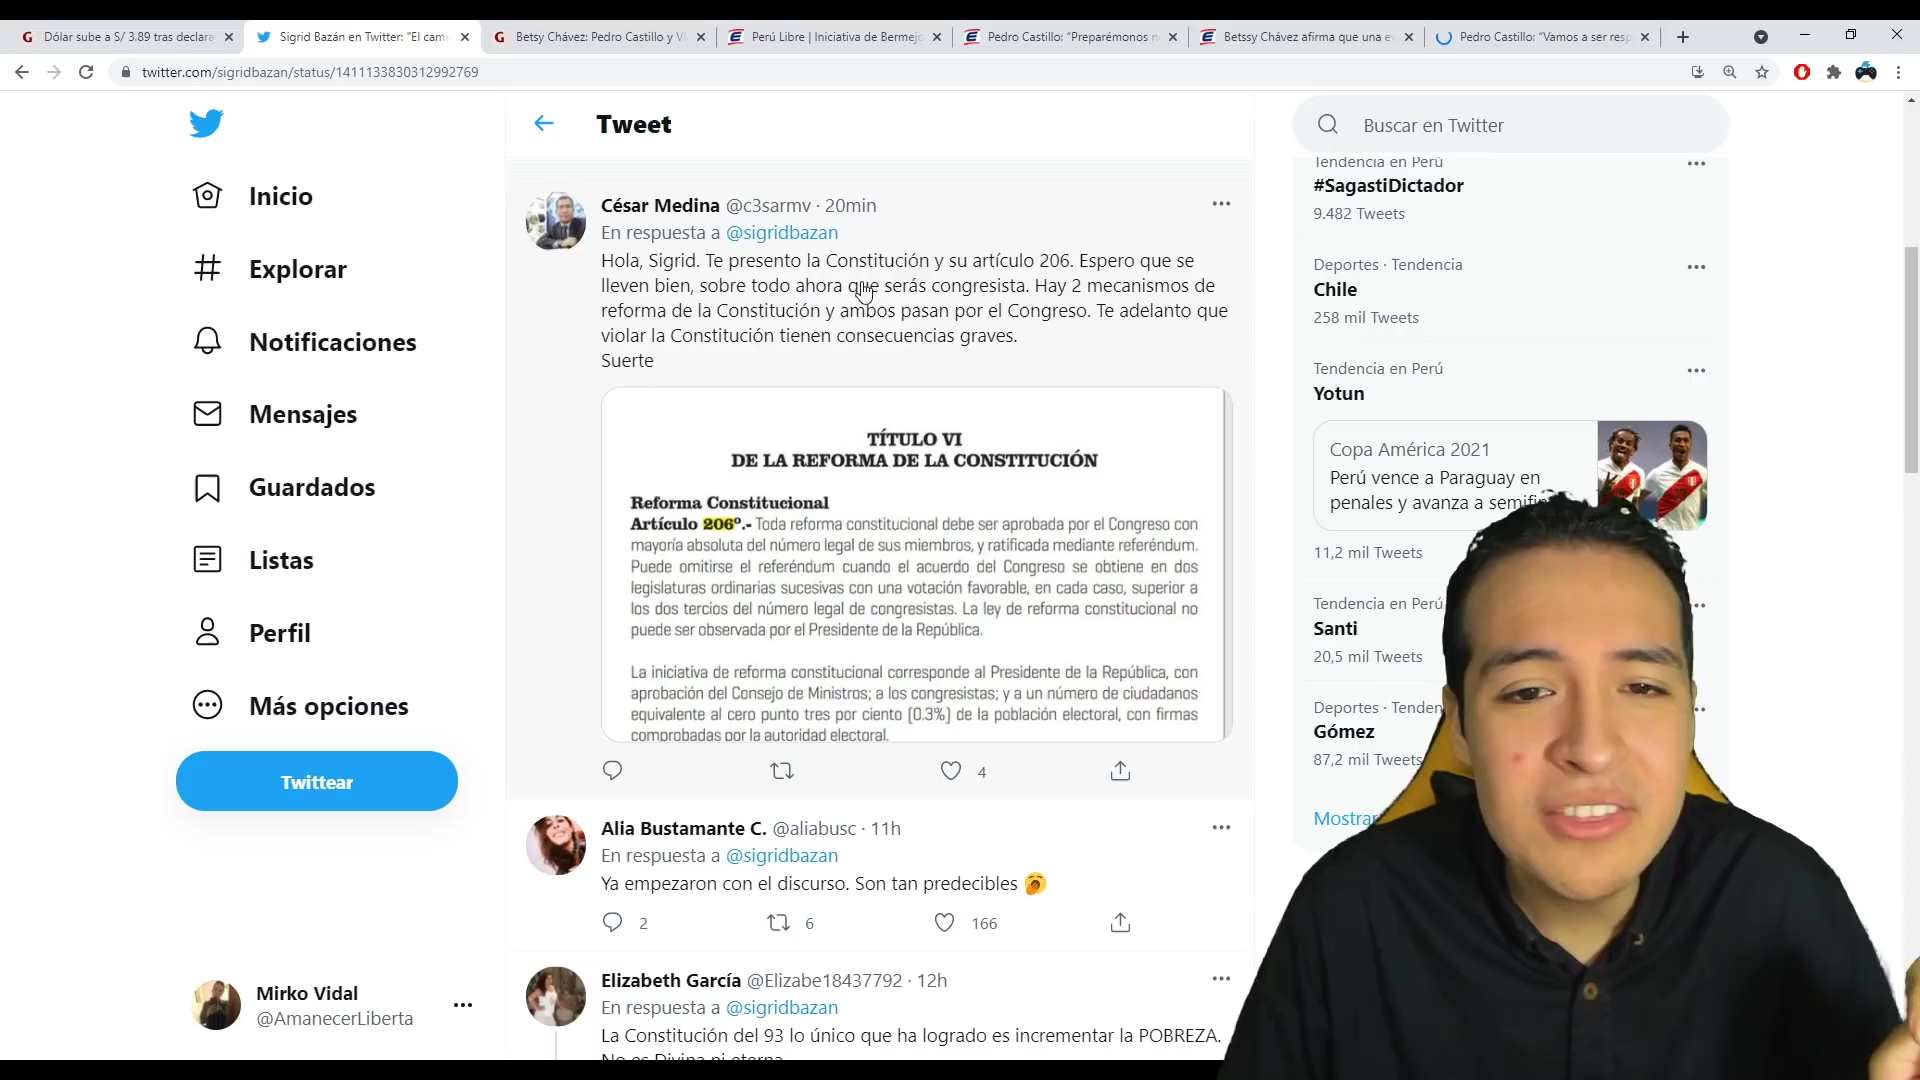 Dólar sube a S/ 3.89 tras declara
Sigrid Bazán en Twitter: "El cami
Betsy Chávez: Pedro Castillo y V
Perú Libre | Iniciativa de Bermejo
Pedro Castillo: "Preparémonos n
Betssy Chávez afirma que una e
Pedro Castillo: "Vamos a ser resp
twitter.com/sigridbazan/status/1411133830312992769
Inicio
Explorar
Notificaciones
Mensajes
Guardados
Listas
Perfil
Más opciones
Twittear
Mirko Vidal
@AmanecerLiberta
Tweet
César Medina @c3sarmv · 20min
En respuesta a @sigridbazan
Hola, Sigrid. Te presento la Constitución y su artículo 206. Espero que se
lleven bien, sobre todo ahora que serás congresista. Hay 2 mecanismos de
reforma de la Constitución y ambos pasan por el Congreso. Te adelanto que
violar la Constitución tienen consecuencias graves.
Suerte
TÍTULO VI
DE LA REFORMA DE LA CONSTITUCIÓN
Reforma Constitucional
Artículo 206º.- Toda reforma constitucional debe ser aprobada por el Congreso con
mayoría absoluta del número legal de sus miembros, y ratificada mediante referéndum.
Puede omitirse el referéndum cuando el acuerdo del Congreso se obtiene en dos
legislaturas ordinarias sucesivas con una votación favorable, en cada caso, superior a
los dos tercios del número legal de congresistas. La ley de reforma constitucional no
puede ser observada por el Presidente de la República.
La iniciativa de reforma constitucional corresponde al Presidente de la República, con
aprobación del Consejo de Ministros; a los congresistas; y a un número de ciudadanos
equivalente al cero punto tres por ciento (0.3%) de la población electoral, con firmas
comprobadas por la autoridad electoral.
4
Alia Bustamante C. @aliabusc · 11h
En respuesta a @sigridbazan
Ya empezaron con el discurso. Son tan predecibles 🥱
2 6 166
Elizabeth García @Elizabe18437792 · 12h
En respuesta a @sigridbazan
La Constitución del 93 lo único que ha logrado es incrementar la POBREZA.
No es Divina ni eterna
Buscar en Twitter
Tendencia en Perú
#SagastiDictador
9.482 Tweets
Deportes · Tendencia
Chile
258 mil Tweets
Tendencia en Perú
Yotun
Copa América 2021
Perú vence a Paraguay en
penales y avanza a semifi
11,2 mil Tweets
Tendencia en Perú
Santi
20,5 mil Tweets
Deportes · Tenden
Gómez
87,2 mil Tweets
Mostrar